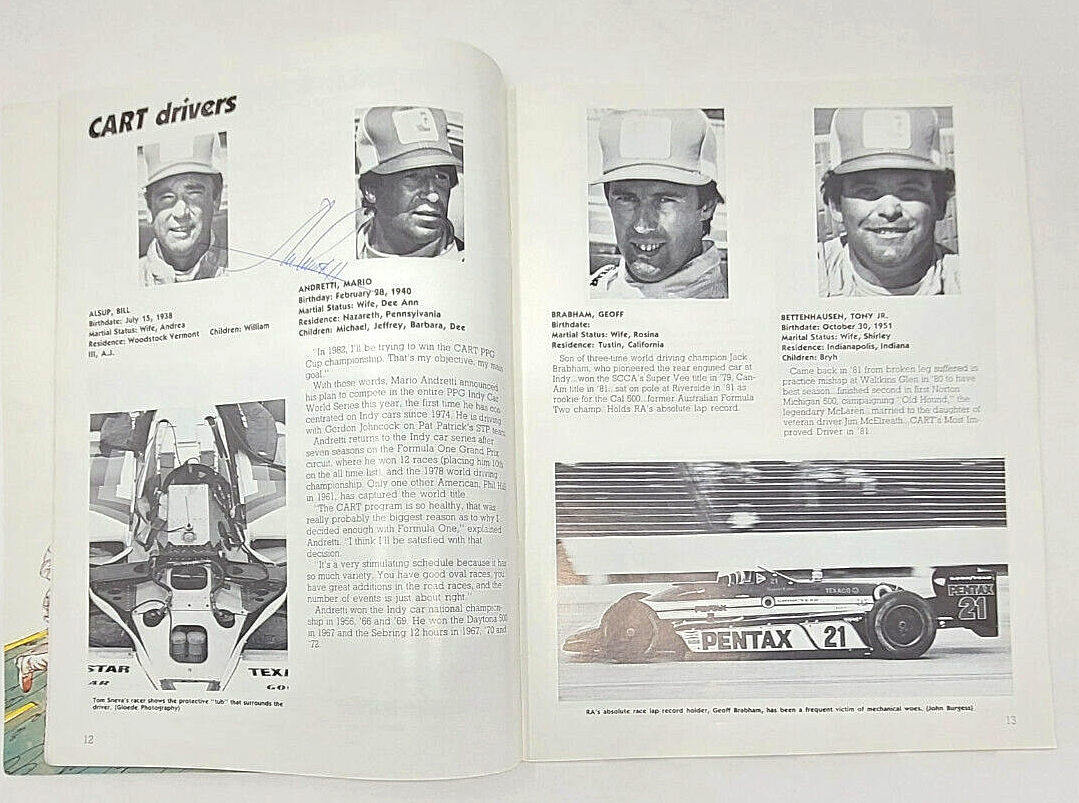 CART drivers
ALSUP, BILL
Birthdate: July 15, 1938
Martial Status: Wife, Andrea
Residence: Woodstock Vermont Children: William
III, A.J.
ANDRETTI, MARIO
Birthday: February 28, 1940
Martial Status: Wife, Dee Ann
Residence: Nazareth, Pennsylvania
Children: Michael, Jeffrey, Barbara, Dee
"In 1982, I'll be trying to win the CART PPG
Cup championship. That's my objective, my main
goal."
With those words, Mario Andretti announced
his plan to compete in the entire PPG Indy Car
World Series this year, the first time he has con-
centrated on Indy cars since 1974. He is driving
with Gordon Johncock on Pat Patrick's STP team.
Andretti returns to the Indy car series after
seven seasons on the Formula One Grand Prix
circuit, where he won 12 races (placing him 10th
on the all time list), and the 1978 world driving
championship. Only one other American, Phil Hill
in 1961, has captured the world title.
"The CART program is so healthy, that was
really probably the biggest reason as to why I
decided enough with Formula One," explained
Andretti. "I think I'll be satisfied with that
decision.
"It's a very stimulating schedule because it has
so much variety. You have good oval races, you
have great additions in the road races, and the
number of events is just about right."
Andretti won the Indy car national champion-
ship in 1956, '66 and '69. He won the Daytona 500
in 1967 and the Sebring 12 hours in 1967, '70 and
'72.
STAR
TEXA
Tom Sneva's racer shows the protective "tub" that surrounds the
driver. (Gloede Photography)
12
BRABHAM, GEOFF
Birthdate:
Martial Status: Wife, Rosina
Residence: Tustin, California
Son of three-time world driving champion Jack
Brabham, who pioneered the rear engined car at
Indy...won the SCCA's Super Vee title in '79, Can-
Am title in '81...sat on pole at Riverside in '81 as
rookie for the Cal 500...former Australian Formula
Two champ. Holds RA's absolute lap record.
BETTENHAUSEN, TONY JR.
Birthdate: October 30, 1951
Marital Status: Wife, Shirley
Residence: Indianapolis, Indiana
Children: Bryh
Came back in '81 from broken leg suffered in
practice mishap at Watkins Glen in '80 to have
best season...finished second in first Norton
Michigan 500, campaigning "Old Hound," the
legendary McLaren...married to the daughter of
veteran driver Jim McElreath...CART's Most Im-
proved Driver in '81.
TEXACO
GOODYEAR
PENTAX
21
PENTAX
PENTAX 21
RA's absolute race lap record holder, Geoff Brabham, has been a frequent victim of mechanical woes. (John Burgess)
13